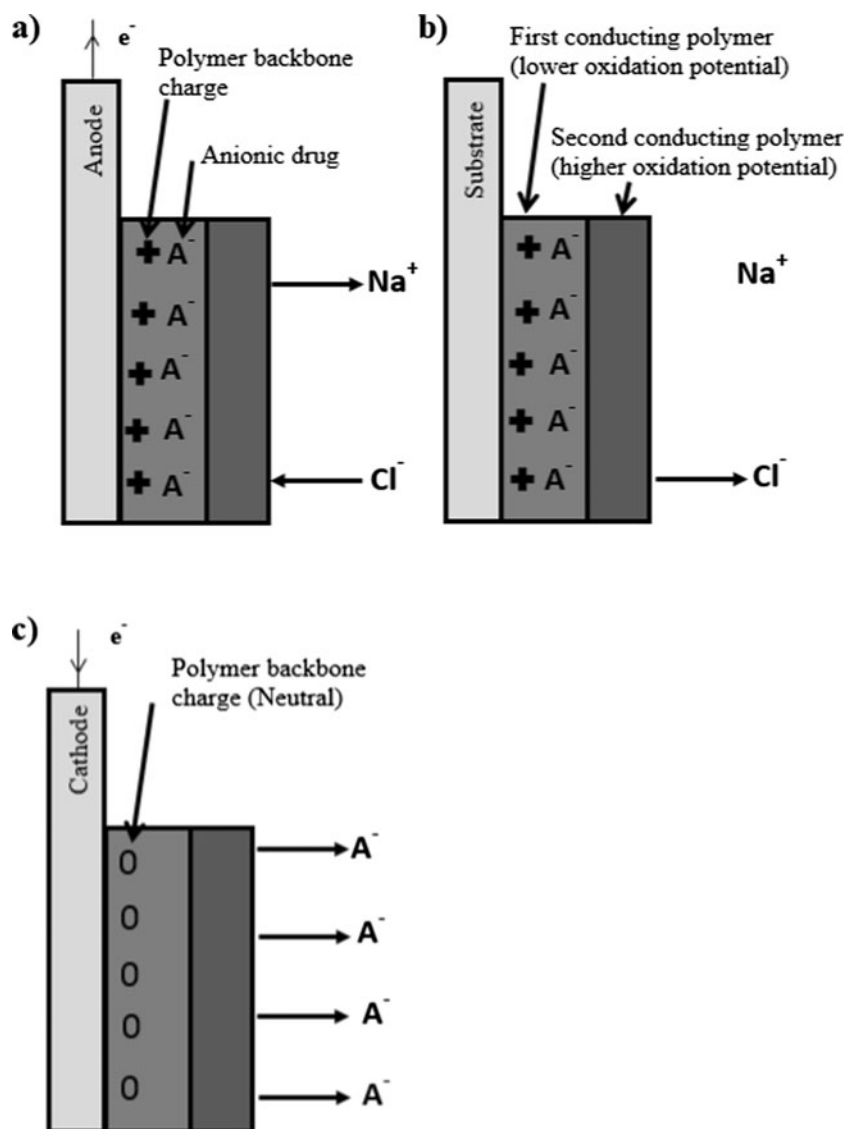 a)
e⁻
Polymer backbone
charge
Anode
Anionic drug
+ A⁻
+ A⁻
+ A⁻
+ A⁻
+ A⁻
Na⁺
Cl⁻
b)
First conducting polymer
(lower oxidation potential)
Second conducting polymer
(higher oxidation potential)
Substrate
+ A⁻
+ A⁻
+ A⁻
+ A⁻
+ A⁻
Na⁺
Cl⁻
c)
e⁻
Polymer backbone
charge (Neutral)
Cathode
0
0
0
0
0
A⁻
A⁻
A⁻
A⁻